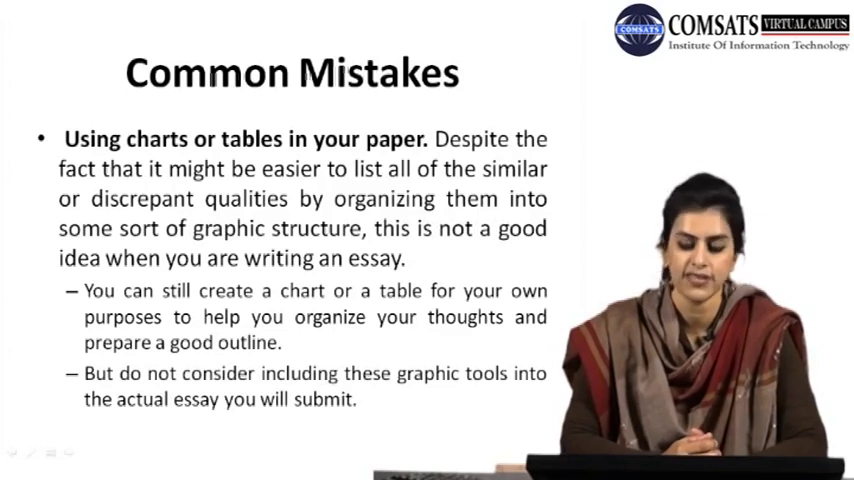 COMSATS VIRTUAL CAMPUS
COMSATS
Institute Of Information Technology
Common Mistakes
• Using charts or tables in your paper. Despite the
fact that it might be easier to list all of the similar
or discrepant qualities by organizing them into
some sort of graphic structure, this is not a good
idea when you are writing an essay.
– You can still create a chart or a table for your own
purposes to help you organize your thoughts and
prepare a good outline.
– But do not consider including these graphic tools into
the actual essay you will submit.